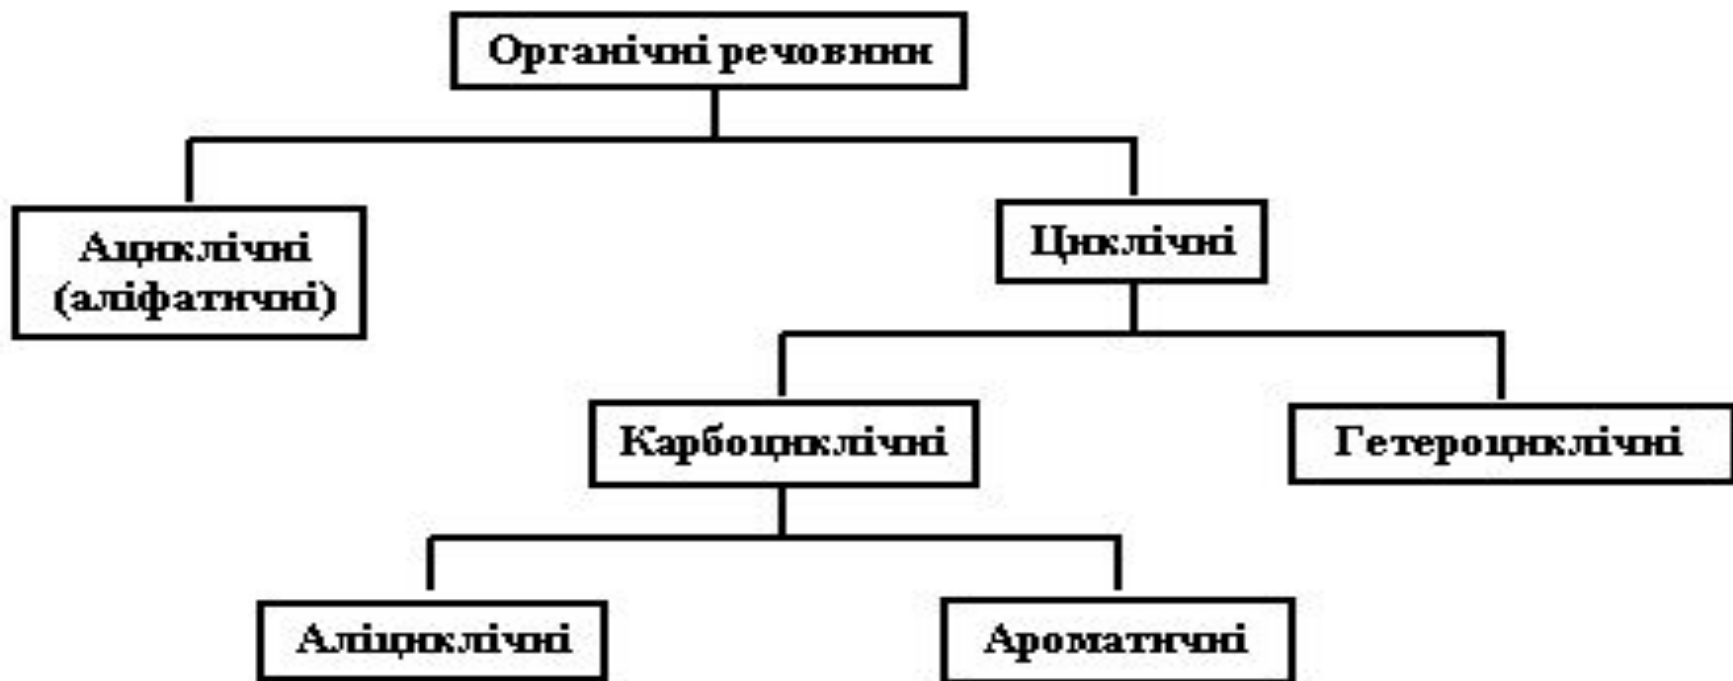 Органічні речовини
Ациклічні
(аліфатичні)
Циклічні
Карбоциклічні
Гетероциклічні
Аліциклічні
Ароматичні